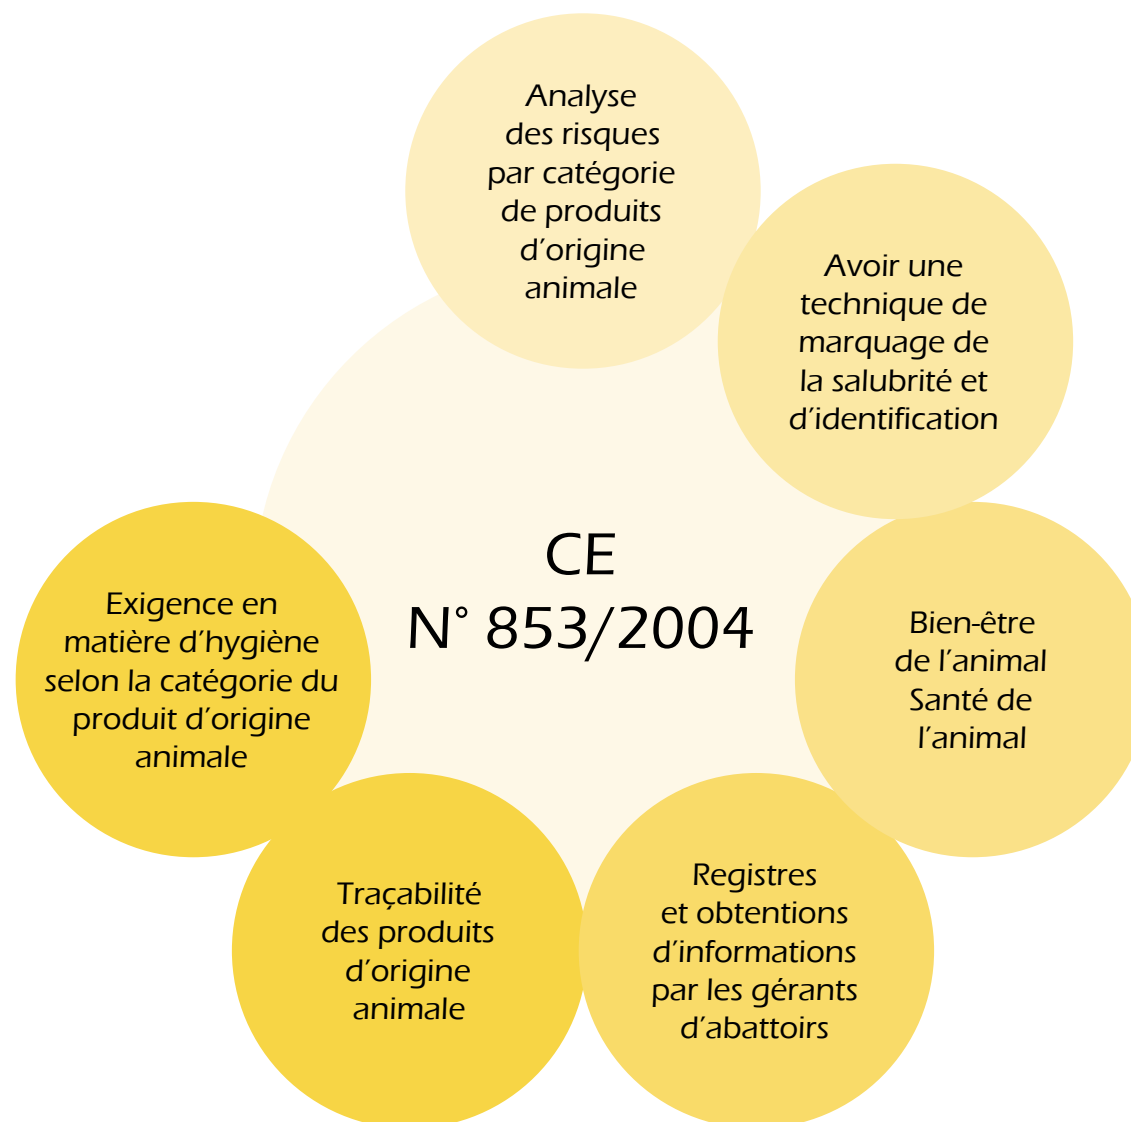 Analyse
des risques
par catégorie
de produits
d’origine
animale
Avoir une
technique de
marquage de
la salubrité et
d’identification
CE
N° 853/2004
Bien-être
de l’animal
Santé de
l’animal
Exigence en
matière d’hygiène
selon la catégorie du
produit d’origine
animale
Registres
et obtentions
d’informations
par les gérants
d’abattoirs
Traçabilité
des produits
d’origine
animale